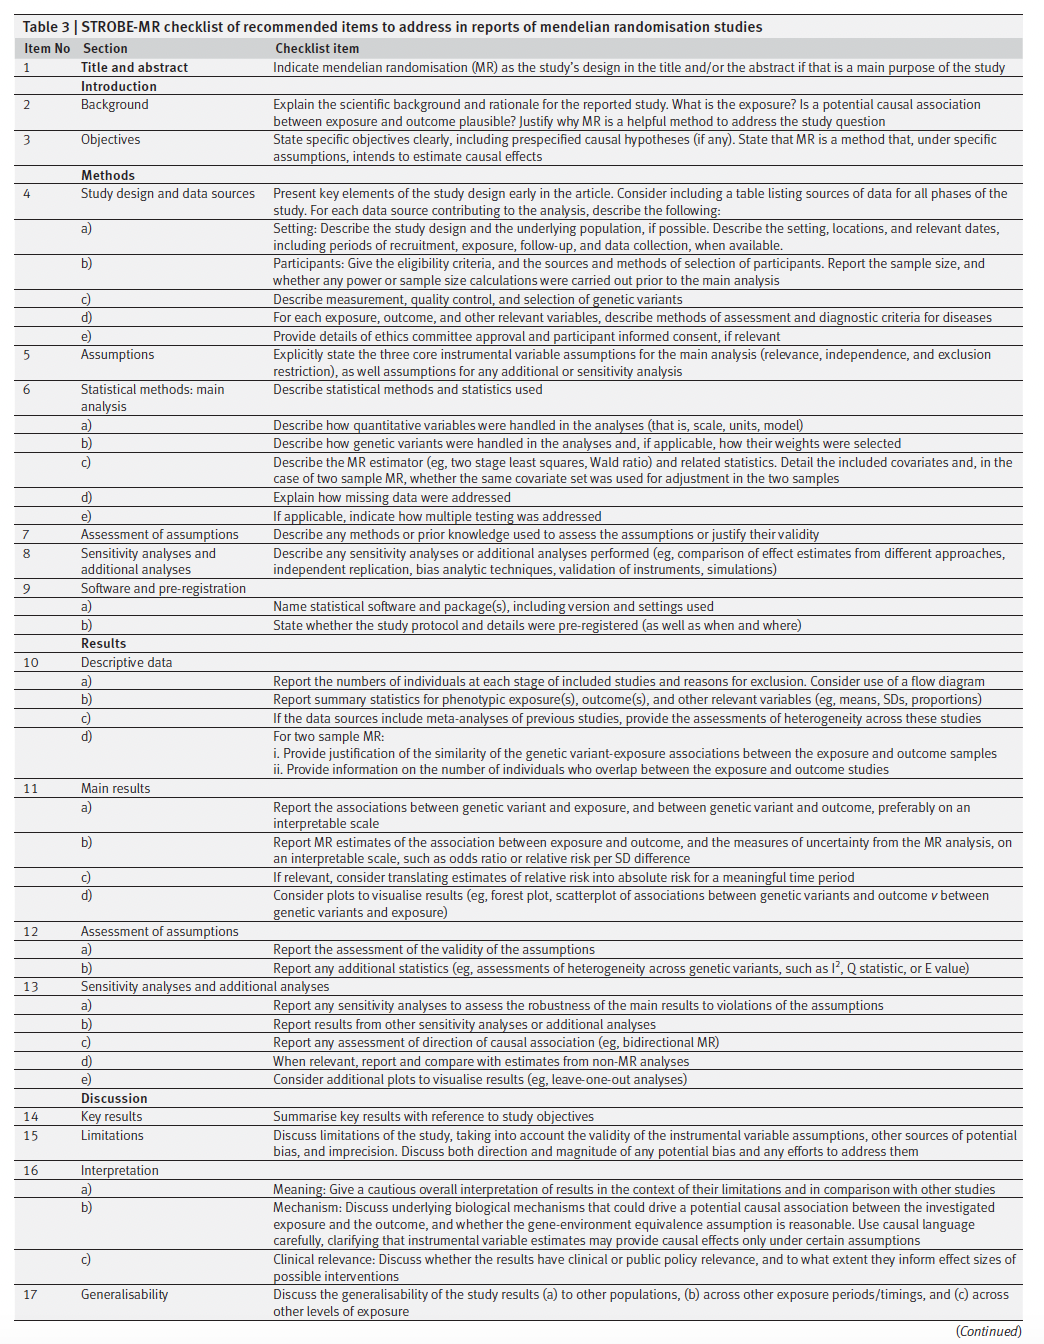 Table 3 | STROBE-MR checklist of recommended items to address in reports of mendelian randomisation studies
Item No Section Checklist item
1 Title and abstract Indicate mendelian randomisation (MR) as the study's design in the title and/or the abstract if that is a main purpose of the study
Introduction
2 Background Explain the scientific background and rationale for the reported study. What is the exposure? Is a potential causal association
between exposure and outcome plausible? Justify why MR is a helpful method to address the study question
3 Objectives State specific objectives clearly, including prespecified causal hypotheses (if any). State that MR is a method that, under specific
assumptions, intends to estimate causal effects
Methods
4 Study design and data sources Present key elements of the study design early in the article. Consider including a table listing sources of data for all phases of the
study. For each data source contributing to the analysis, describe the following:
a) Setting: Describe the study design and the underlying population, if possible. Describe the setting, locations, and relevant dates,
including periods of recruitment, exposure, follow-up, and data collection, when available.
b) Participants: Give the eligibility criteria, and the sources and methods of selection of participants. Report the sample size, and
whether any power or sample size calculations were carried out prior to the main analysis
c) Describe measurement, quality control, and selection of genetic variants
d) For each exposure, outcome, and other relevant variables, describe methods of assessment and diagnostic criteria for diseases
e) Provide details of ethics committee approval and participant informed consent, if relevant
5 Assumptions Explicitly state the three core instrumental variable assumptions for the main analysis (relevance, independence, and exclusion
restriction), as well assumptions for any additional or sensitivity analysis
6 Statistical methods: main Describe statistical methods and statistics used
analysis
a) Describe how quantitative variables were handled in the analyses (that is, scale, units, model)
b) Describe how genetic variants were handled in the analyses and, if applicable, how their weights were selected
c) Describe the MR estimator (eg, two stage least squares, Wald ratio) and related statistics. Detail the included covariates and, in the
case of two sample MR, whether the same covariate set was used for adjustment in the two samples
d) Explain how missing data were addressed
e) If applicable, indicate how multiple testing was addressed
7 Assessment of assumptions Describe any methods or prior knowledge used to assess the assumptions or justify their validity
8 Sensitivity analyses and Describe any sensitivity analyses or additional analyses performed (eg, comparison of effect estimates from different approaches,
additional analyses independent replication, bias analytic techniques, validation of instruments, simulations)
9 Software and pre-registration
a) Name statistical software and package(s), including version and settings used
b) State whether the study protocol and details were pre-registered (as well as when and where)
Results
10 Descriptive data
a) Report the numbers of individuals at each stage of included studies and reasons for exclusion. Consider use of a flow diagram
b) Report summary statistics for phenotypic exposure(s), outcome(s), and other relevant variables (eg, means, SDs, proportions)
c) If the data sources include meta-analyses of previous studies, provide the assessments of heterogeneity across these studies
d) For two sample MR:
i. Provide justification of the similarity of the genetic variant-exposure associations between the exposure and outcome samples
ii. Provide information on the number of individuals who overlap between the exposure and outcome studies
11 Main results
a) Report the associations between genetic variant and exposure, and between genetic variant and outcome, preferably on an
interpretable scale
b) Report MR estimates of the association between exposure and outcome, and the measures of uncertainty from the MR analysis, on
an interpretable scale, such as odds ratio or relative risk per SD difference
c) If relevant, consider translating estimates of relative risk into absolute risk for a meaningful time period
d) Consider plots to visualise results (eg, forest plot, scatterplot of associations between genetic variants and outcome v between
genetic variants and exposure)
12 Assessment of assumptions
a) Report the assessment of the validity of the assumptions
b) Report any additional statistics (eg, assessments of heterogeneity across genetic variants, such as I², Q statistic, or E value)
13 Sensitivity analyses and additional analyses
a) Report any sensitivity analyses to assess the robustness of the main results to violations of the assumptions
b) Report results from other sensitivity analyses or additional analyses
c) Report any assessment of direction of causal association (eg, bidirectional MR)
d) When relevant, report and compare with estimates from non-MR analyses
e) Consider additional plots to visualise results (eg, leave-one-out analyses)
Discussion
14 Key results Summarise key results with reference to study objectives
15 Limitations Discuss limitations of the study, taking into account the validity of the instrumental variable assumptions, other sources of potential
bias, and imprecision. Discuss both direction and magnitude of any potential bias and any efforts to address them
16 Interpretation
a) Meaning: Give a cautious overall interpretation of results in the context of their limitations and in comparison with other studies
b) Mechanism: Discuss underlying biological mechanisms that could drive a potential causal association between the investigated
exposure and the outcome, and whether the gene-environment equivalence assumption is reasonable. Use causal language
carefully, clarifying that instrumental variable estimates may provide causal effects only under certain assumptions
c) Clinical relevance: Discuss whether the results have clinical or public policy relevance, and to what extent they inform effect sizes of
possible interventions
17 Generalisability Discuss the generalisability of the study results (a) to other populations, (b) across other exposure periods/timings, and (c) across
other levels of exposure
(Continued)